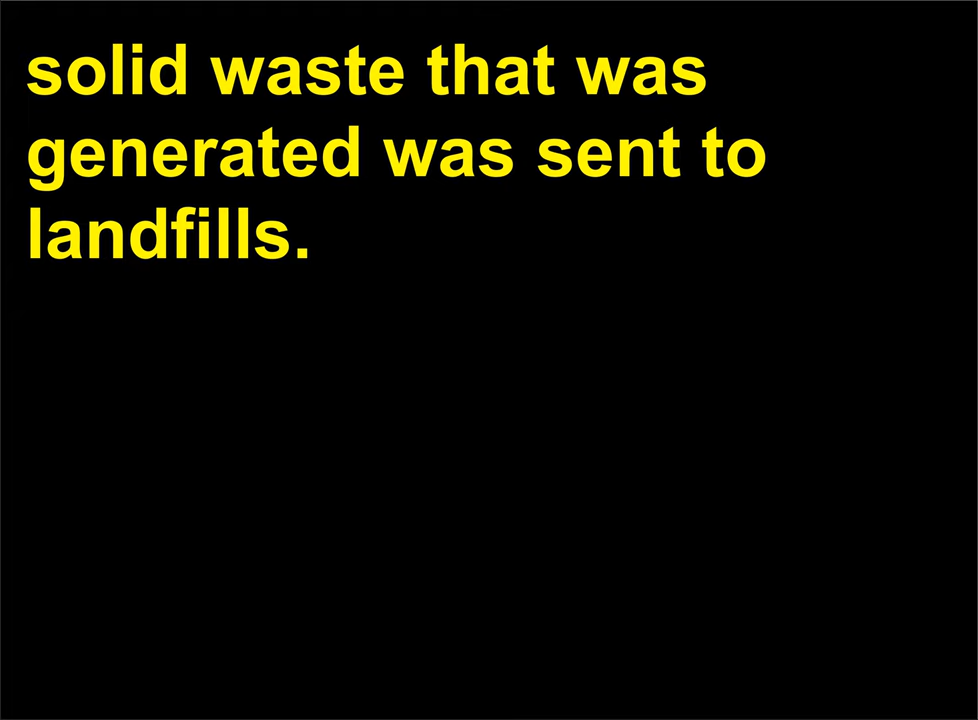 solid waste that was
generated was sent to
landfills.